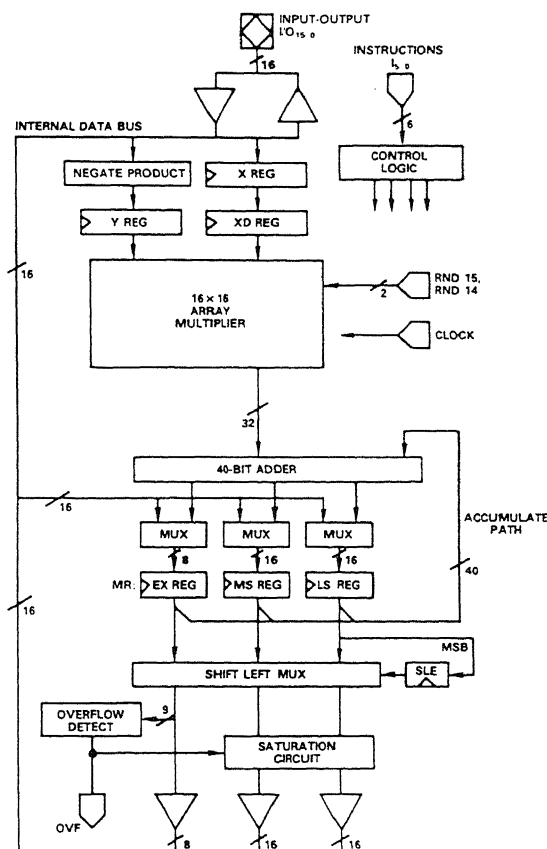 INPUT-OUTPUT
I/O15-0
16
INSTRUCTIONS
I5-0
6
INTERNAL DATA BUS
CONTROL
LOGIC
NEGATE PRODUCT
X REG
Y REG
XD REG
16
16 × 16
ARRAY
MULTIPLIER
2
RND 15,
RND 14
CLOCK
32
40-BIT ADDER
16
MUX
MUX
MUX
ACCUMULATE
PATH
8
16
16
40
MR:
EX REG
MS REG
LS REG
16
MSB
SHIFT LEFT MUX
SLE
OVERFLOW
DETECT
9
SATURATION
CIRCUIT
OVF
8
16
16